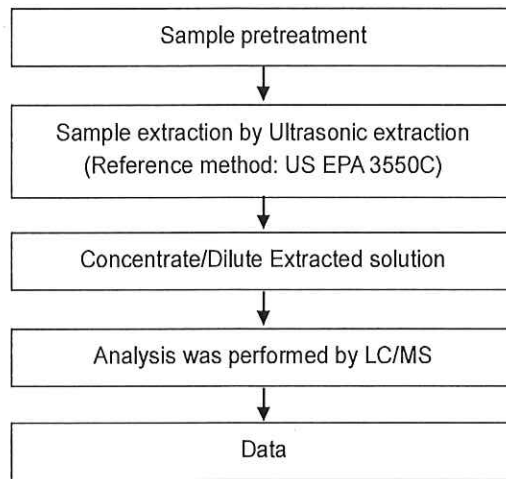 Sample pretreatment
Sample extraction by Ultrasonic extraction
(Reference method: US EPA 3550C)
Concentrate/Dilute Extracted solution
Analysis was performed by LC/MS
Data